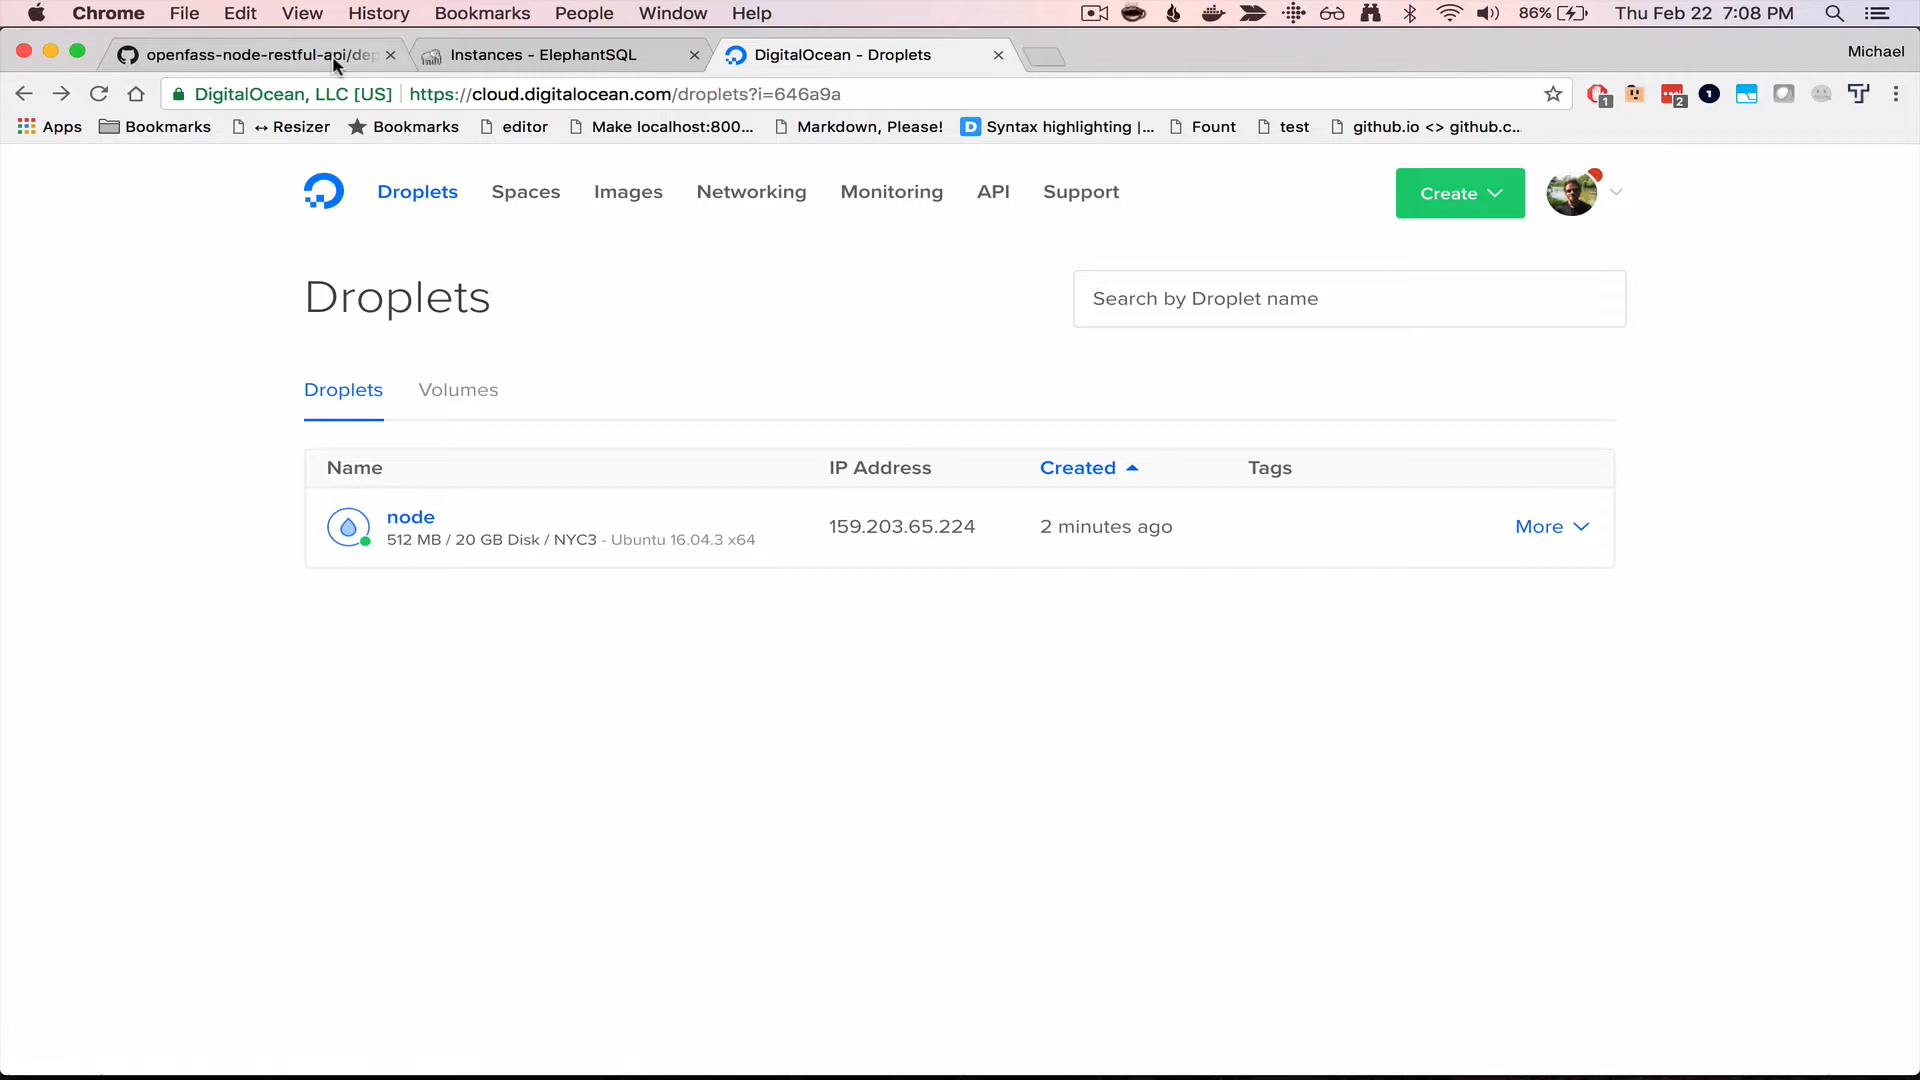 Chrome File Edit View History Bookmarks People Window Help 86% Thu Feb 22 7:08 PM
openfass-node-restful-api/dep Instances - ElephantSQL DigitalOcean - Droplets Michael
DigitalOcean, LLC [US] https://cloud.digitalocean.com/droplets?i=646a9a 1 2 1
Apps Bookmarks ↔ Resizer Bookmarks editor Make localhost:800... Markdown, Please! D Syntax highlighting |... Fount test github.io <> github.c...
Droplets Spaces Images Networking Monitoring API Support Create
Droplets
Search by Droplet name
Droplets Volumes
Name IP Address Created Tags
node
512 MB / 20 GB Disk / NYC3 - Ubuntu 16.04.3 x64 159.203.65.224 2 minutes ago More